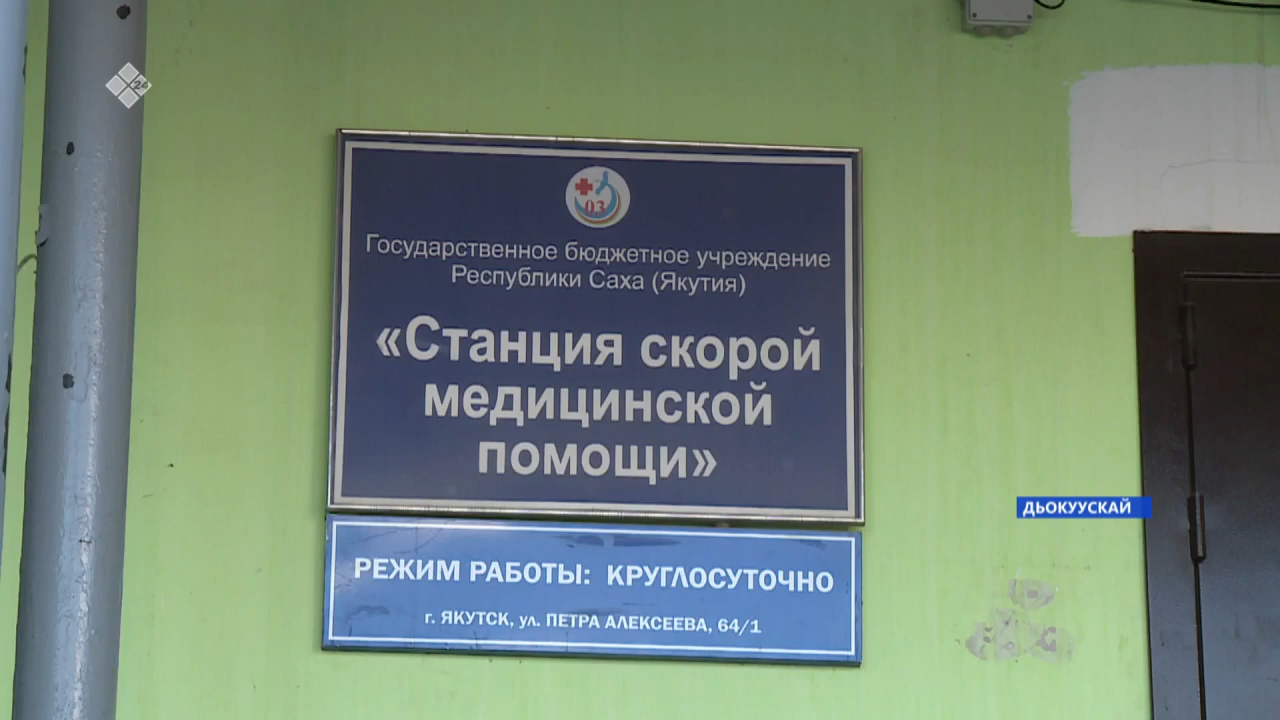 24
03
Государственное бюджетное учреждение
Республики Саха (Якутия)
«Станция скорой
медицинской
помощи»
ДЬОКУУСКАЙ
РЕЖИМ РАБОТЫ: КРУГЛОСУТОЧНО
г. ЯКУТСК, ул. ПЕТРА АЛЕКСЕЕВА, 64/1